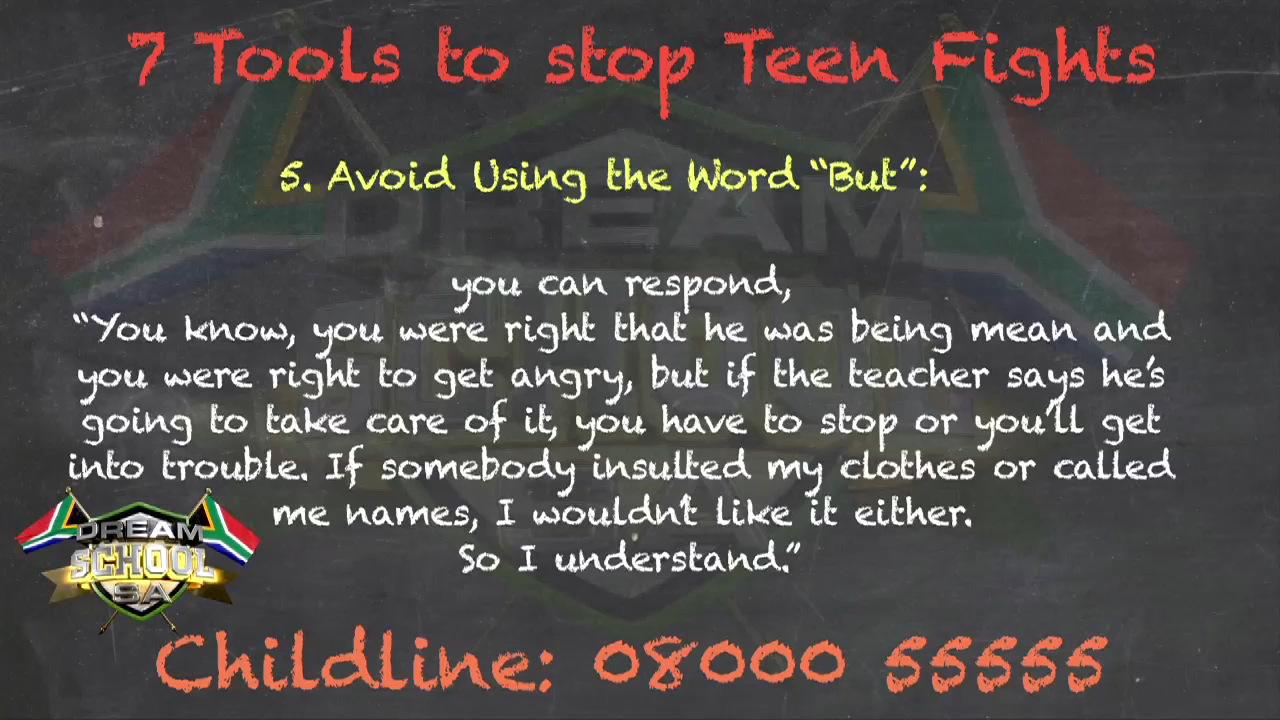 7 Tools to stop Teen Fights
5. Avoid Using the Word “But”:
you can respond,
“You know, you were right that he was being mean and
you were right to get angry, but if the teacher says he’s
going to take care of it, you have to stop or you’ll get
into trouble. If somebody insulted my clothes or called
me names, I wouldn’t like it either.
So I understand.”
DREAM
SCHOOL
SA
Childline: 08000 55555